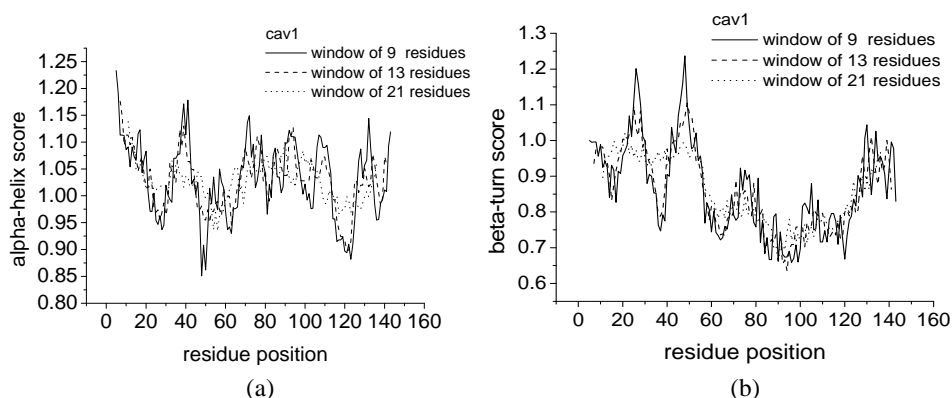 cav1
window of 9 residues
window of 13 residues
window of 21 residues
alpha-helix score
1.25
1.20
1.15
1.10
1.05
1.00
0.95
0.90
0.85
0.80
0 20 40 60 80 100 120 140 160
residue position
(a)
cav1
window of 9 residues
window of 13 residues
window of 21 residues
beta-turn score
1.3
1.2
1.1
1.0
0.9
0.8
0.7
0.6
0 20 40 60 80 100 120 140 160
residue position
(b)